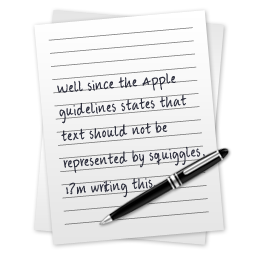 Well since the Apple
guidelines states that
text should not be
represented by squiggles,
i?m writing this